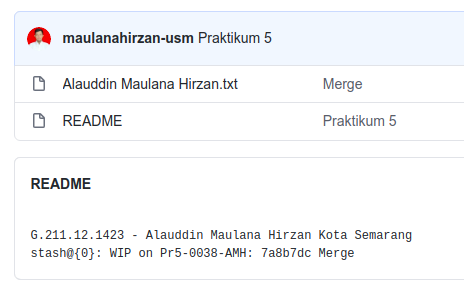 maulanahirzan-usm Praktikum 5
Alauddin Maulana Hirzan.txt Merge
README Praktikum 5
README
G.211.12.1423 - Alauddin Maulana Hirzan Kota Semarang
stash@{0}: WIP on Pr5-0038-AMH: 7a8b7dc Merge